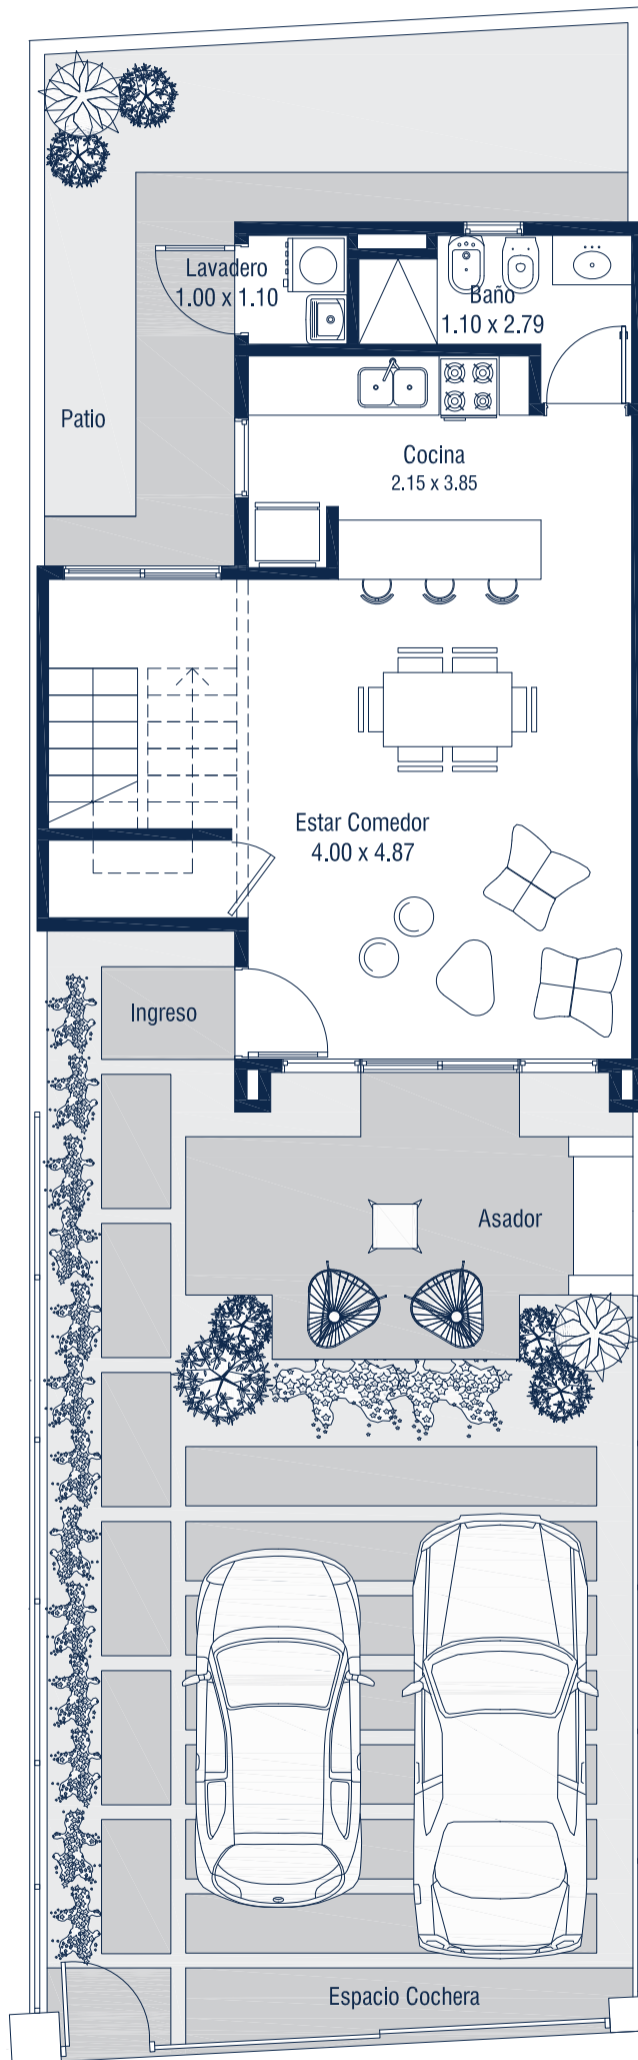 Lavadero
1.00 x 1.10
Baño
1.10 x 2.79
Patio
Cocina
2.15 x 3.85
Estar Comedor
4.00 x 4.87
Ingreso
Asador
Espacio Cochera